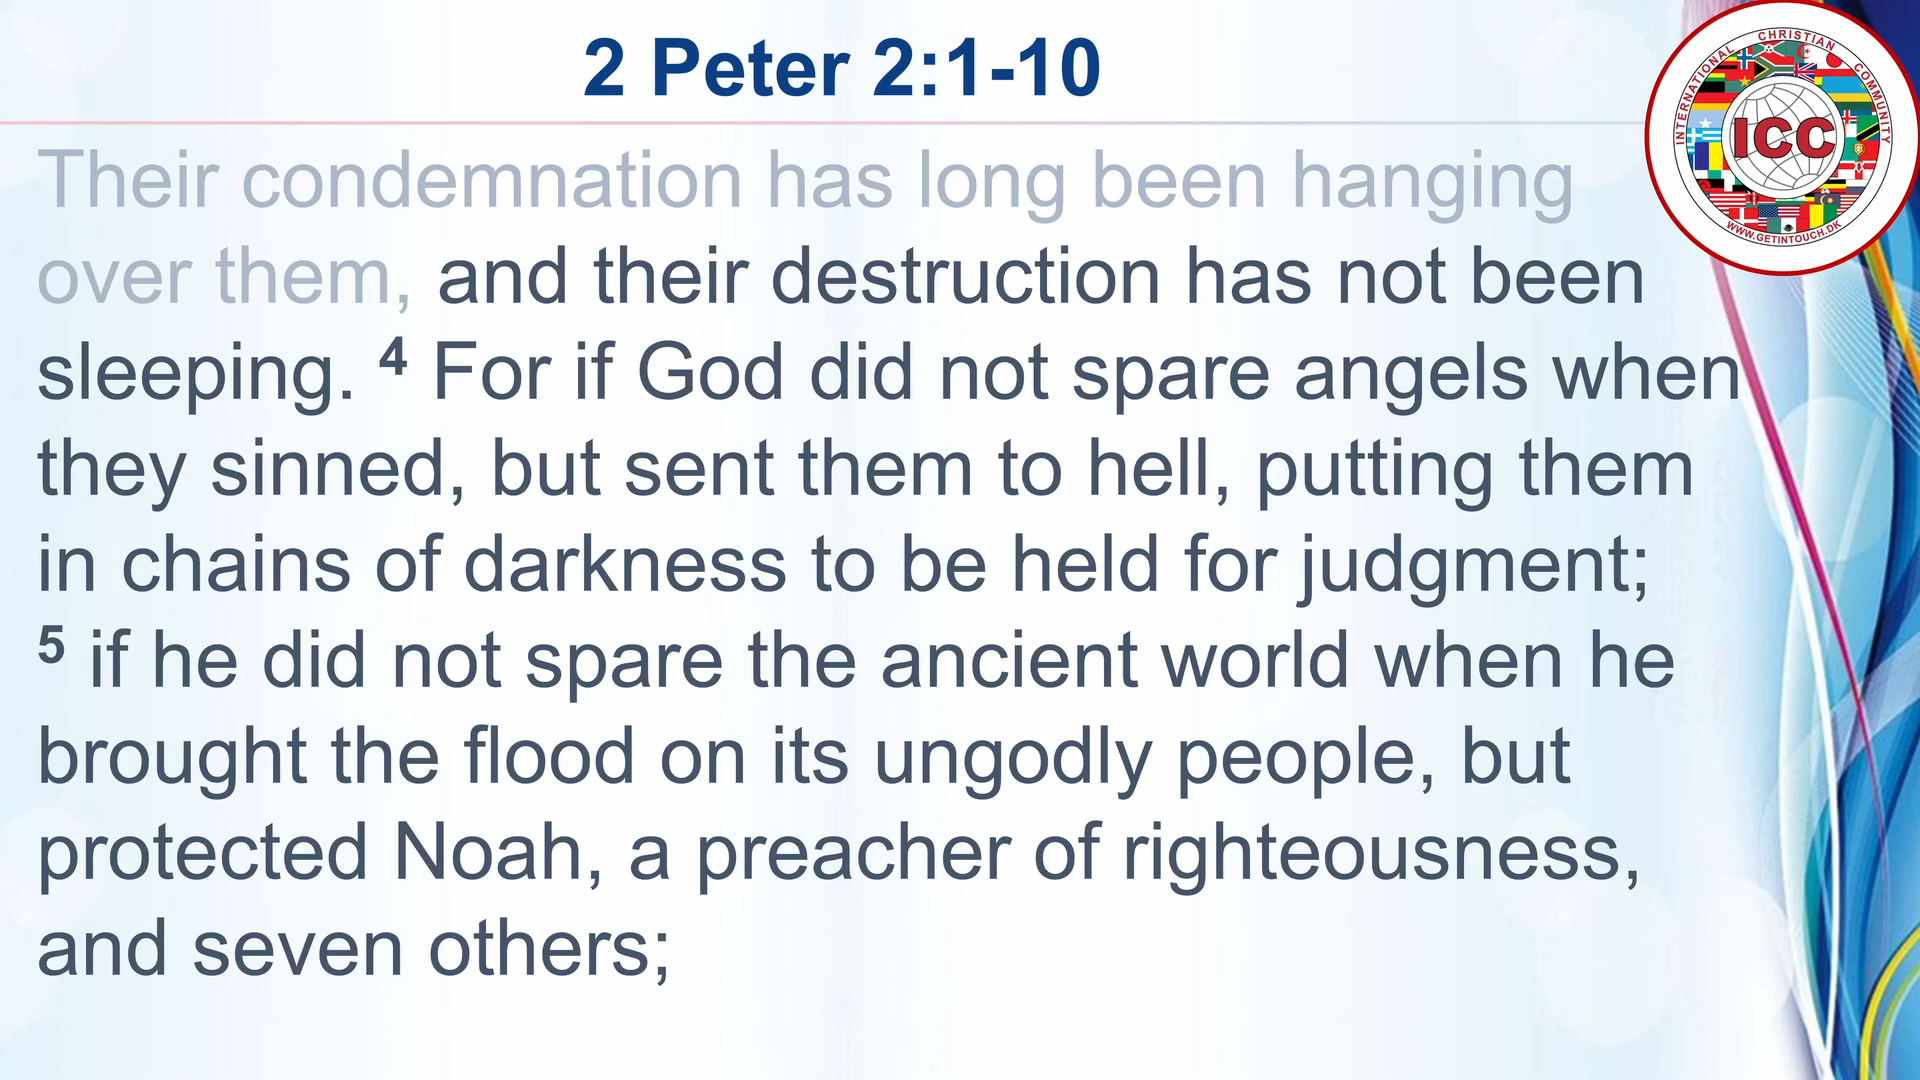 2 Peter 2:1-10
INTERNATIONAL CHRISTIAN COMMUNITY
ICC
WWW.GETINTOUCH.DK
Their condemnation has long been hanging
over them, and their destruction has not been
sleeping. 4 For if God did not spare angels when
they sinned, but sent them to hell, putting them
in chains of darkness to be held for judgment;
5 if he did not spare the ancient world when he
brought the flood on its ungodly people, but
protected Noah, a preacher of righteousness,
and seven others;